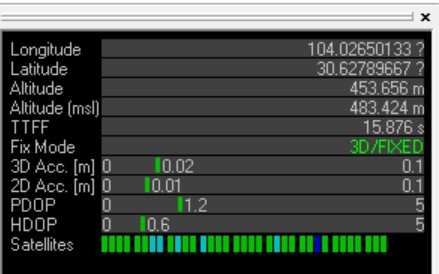 Longitude 104.02650133 ?
Latitude 30.62789667 ?
Altitude 453.656 m
Altitude (msl) 483.424 m
TTFF 15.876 s
Fix Mode 3D/FIXED
3D Acc. [m] 0 0.02 0.1
2D Acc. [m] 0 0.01 0.1
PDOP 0 1.2 5
HDOP 0 0.6 5
Satellites